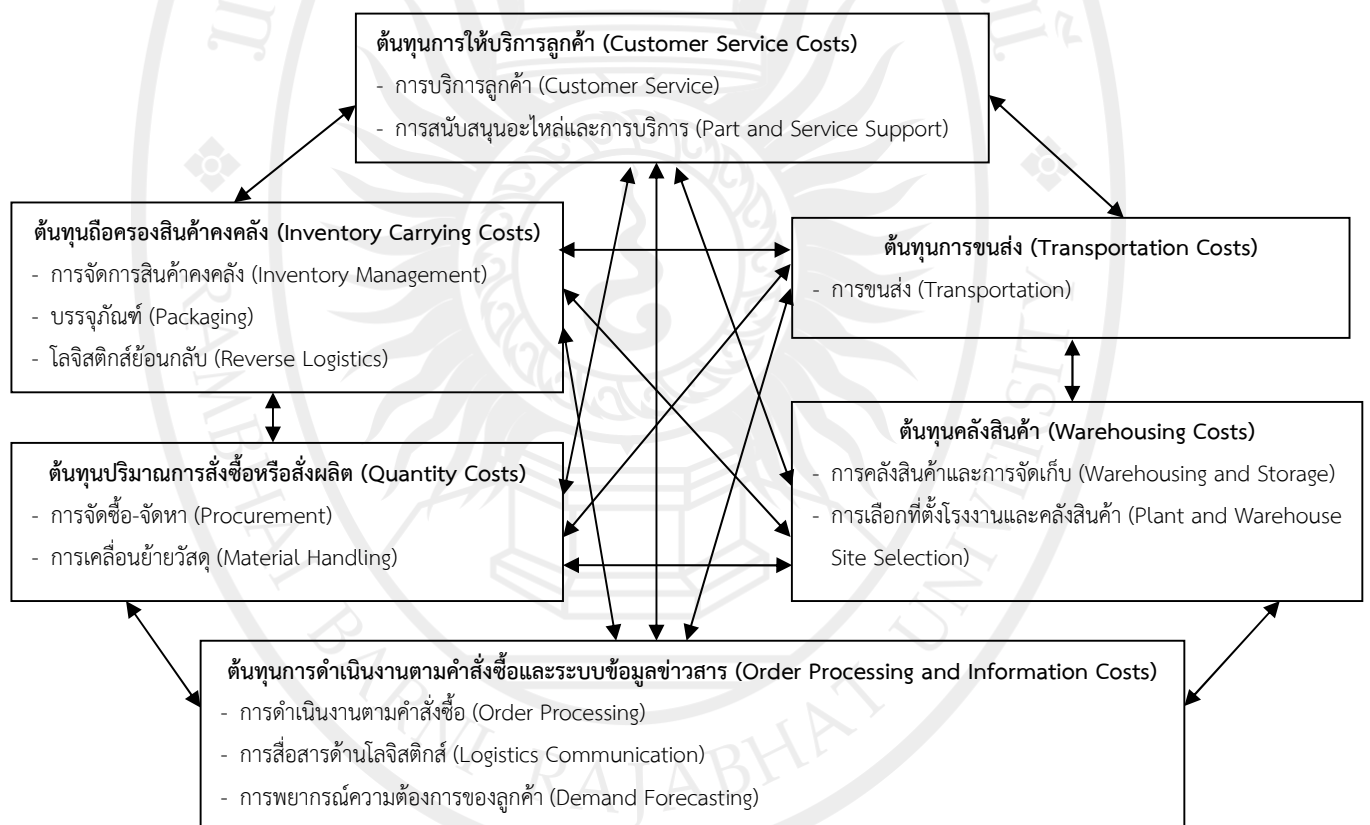 ต้นทุนการให้บริการลูกค้า (Customer Service Costs)
- การบริการลูกค้า (Customer Service)
- การสนับสนุนอะไหล่และการบริการ (Part and Service Support)
ต้นทุนถือครองสินค้าคงคลัง (Inventory Carrying Costs)
- การจัดการสินค้าคงคลัง (Inventory Management)
- บรรจุภัณฑ์ (Packaging)
- โลจิสติกส์ย้อนกลับ (Reverse Logistics)
ต้นทุนการขนส่ง (Transportation Costs)
- การขนส่ง (Transportation)
ต้นทุนปริมาณการสั่งซื้อหรือสั่งผลิต (Quantity Costs)
- การจัดซื้อ-จัดหา (Procurement)
- การเคลื่อนย้ายวัสดุ (Material Handling)
ต้นทุนคลังสินค้า (Warehousing Costs)
- การคลังสินค้าและการจัดเก็บ (Warehousing and Storage)
- การเลือกที่ตั้งโรงงานและคลังสินค้า (Plant and Warehouse
Site Selection)
ต้นทุนการดำเนินงานตามคำสั่งซื้อและระบบข้อมูลข่าวสาร (Order Processing and Information Costs)
- การดำเนินงานตามคำสั่งซื้อ (Order Processing)
- การสื่อสารด้านโลจิสติกส์ (Logistics Communication)
- การพยากรณ์ความต้องการของลูกค้า (Demand Forecasting)
RAMBHAI BARNI RAJABHAT UNIVERSITY